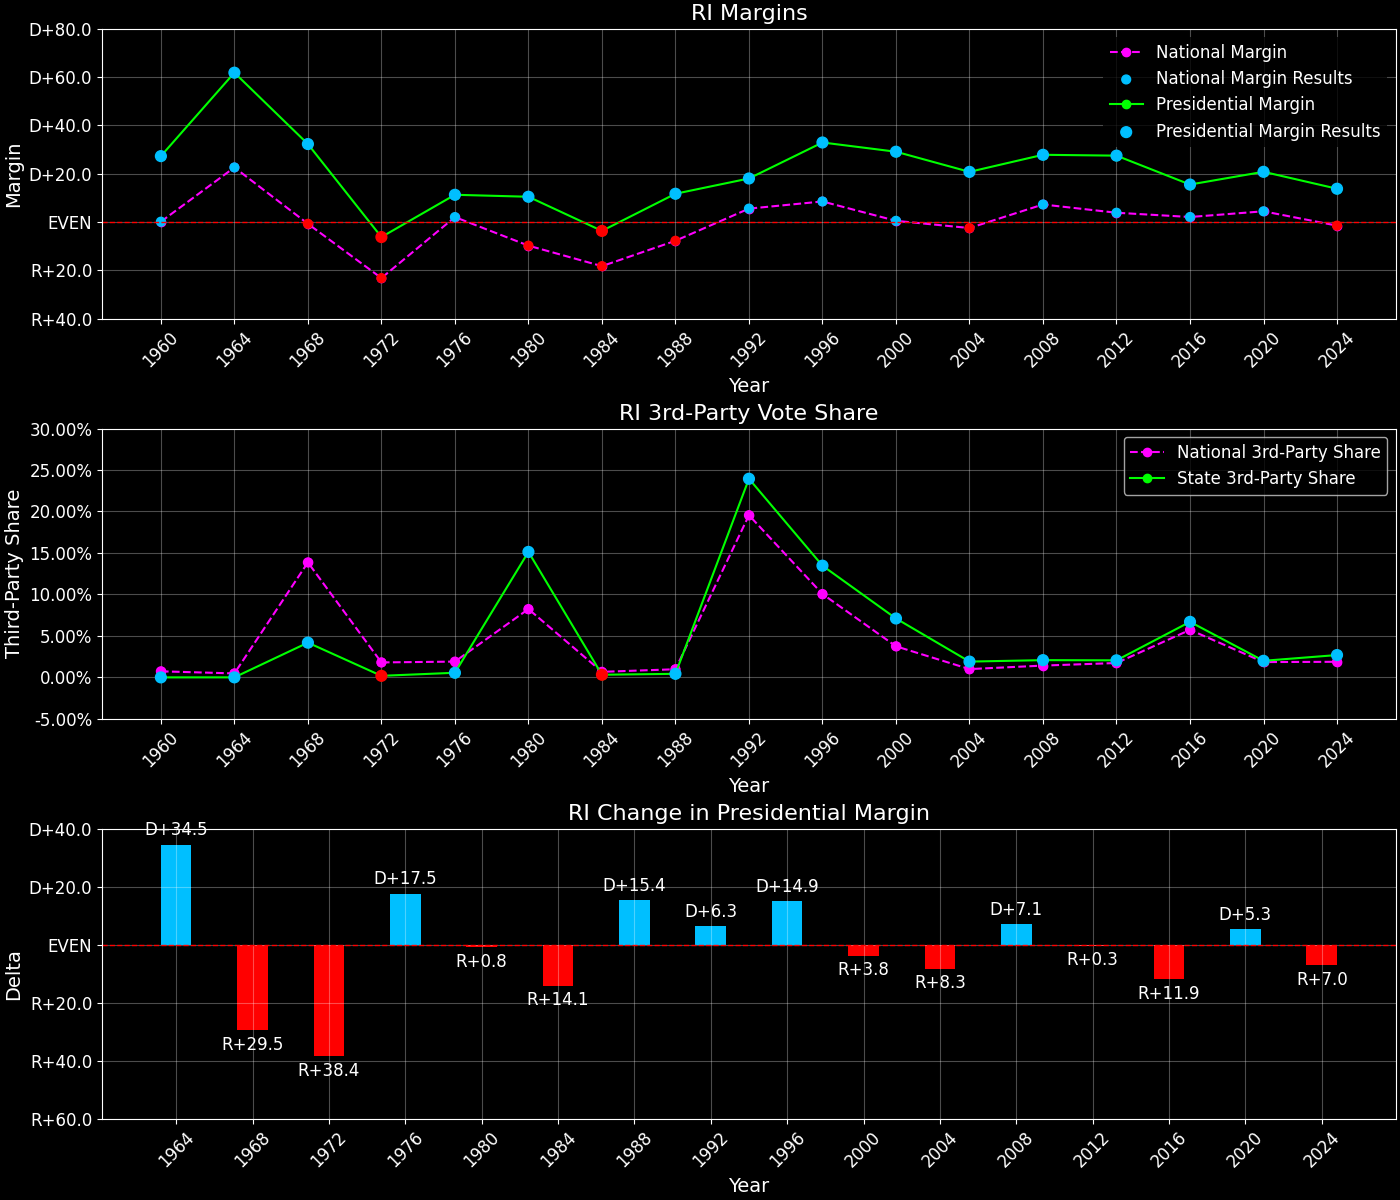 RI Margins
D+80.0
D+60.0
D+40.0
D+20.0
EVEN
R+20.0
R+40.0
Margin
National Margin
National Margin Results
Presidential Margin
Presidential Margin Results
1960 1964 1968 1972 1976 1980 1984 1988 1992 1996 2000 2004 2008 2012 2016 2020 2024
Year
RI 3rd-Party Vote Share
30.00%
25.00%
20.00%
15.00%
10.00%
5.00%
0.00%
-5.00%
Third-Party Share
National 3rd-Party Share
State 3rd-Party Share
1960 1964 1968 1972 1976 1980 1984 1988 1992 1996 2000 2004 2008 2012 2016 2020 2024
Year
RI Change in Presidential Margin
D+40.0
D+20.0
EVEN
R+20.0
R+40.0
R+60.0
Delta
D+34.5
R+29.5
R+38.4
D+17.5
R+0.8
R+14.1
D+15.4
D+6.3
D+14.9
R+3.8
R+8.3
D+7.1
R+0.3
R+11.9
D+5.3
R+7.0
1964 1968 1972 1976 1980 1984 1988 1992 1996 2000 2004 2008 2012 2016 2020 2024
Year